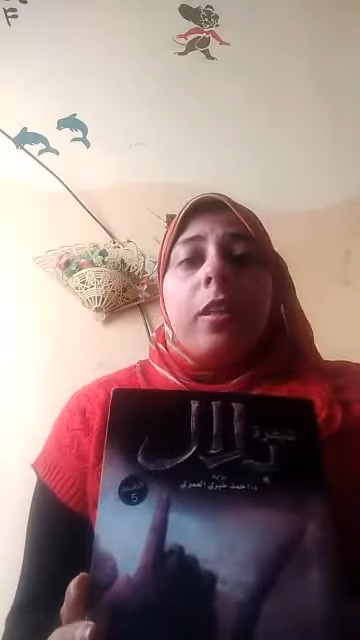 شيفرة
بلال
رواية
د. أحمد خيري العمري
الطبعة
5